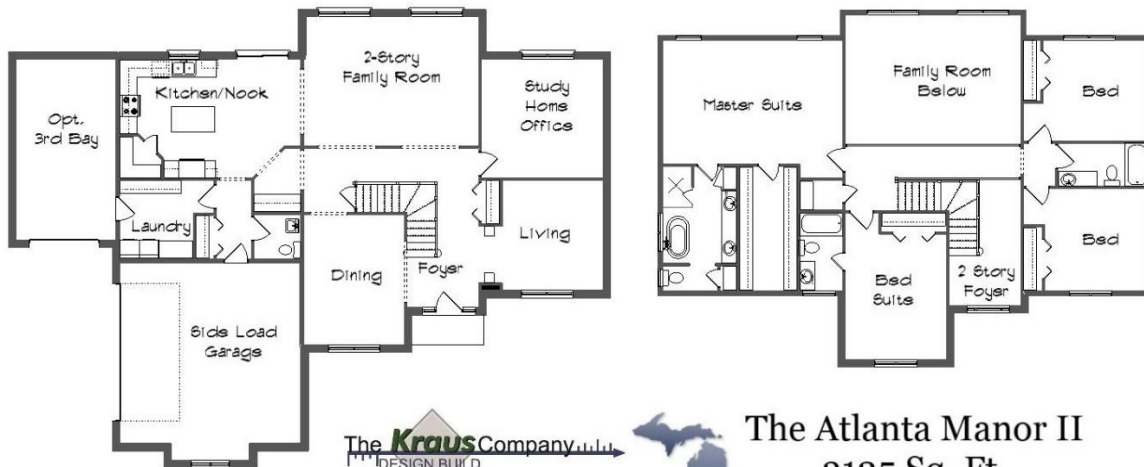 2-Story
Family Room
Kitchen/Nook
Study
Home
Office
Opt.
3rd Bay
Laundry
Living
Dining
Foyer
Side Load
Garage
Family Room
Below
Master Suite
Bed
Bed
Bed
Suite
2 Story
Foyer
The Kraus Company
DESIGN BUILD
The Atlanta Manor II
Sq. Ft.